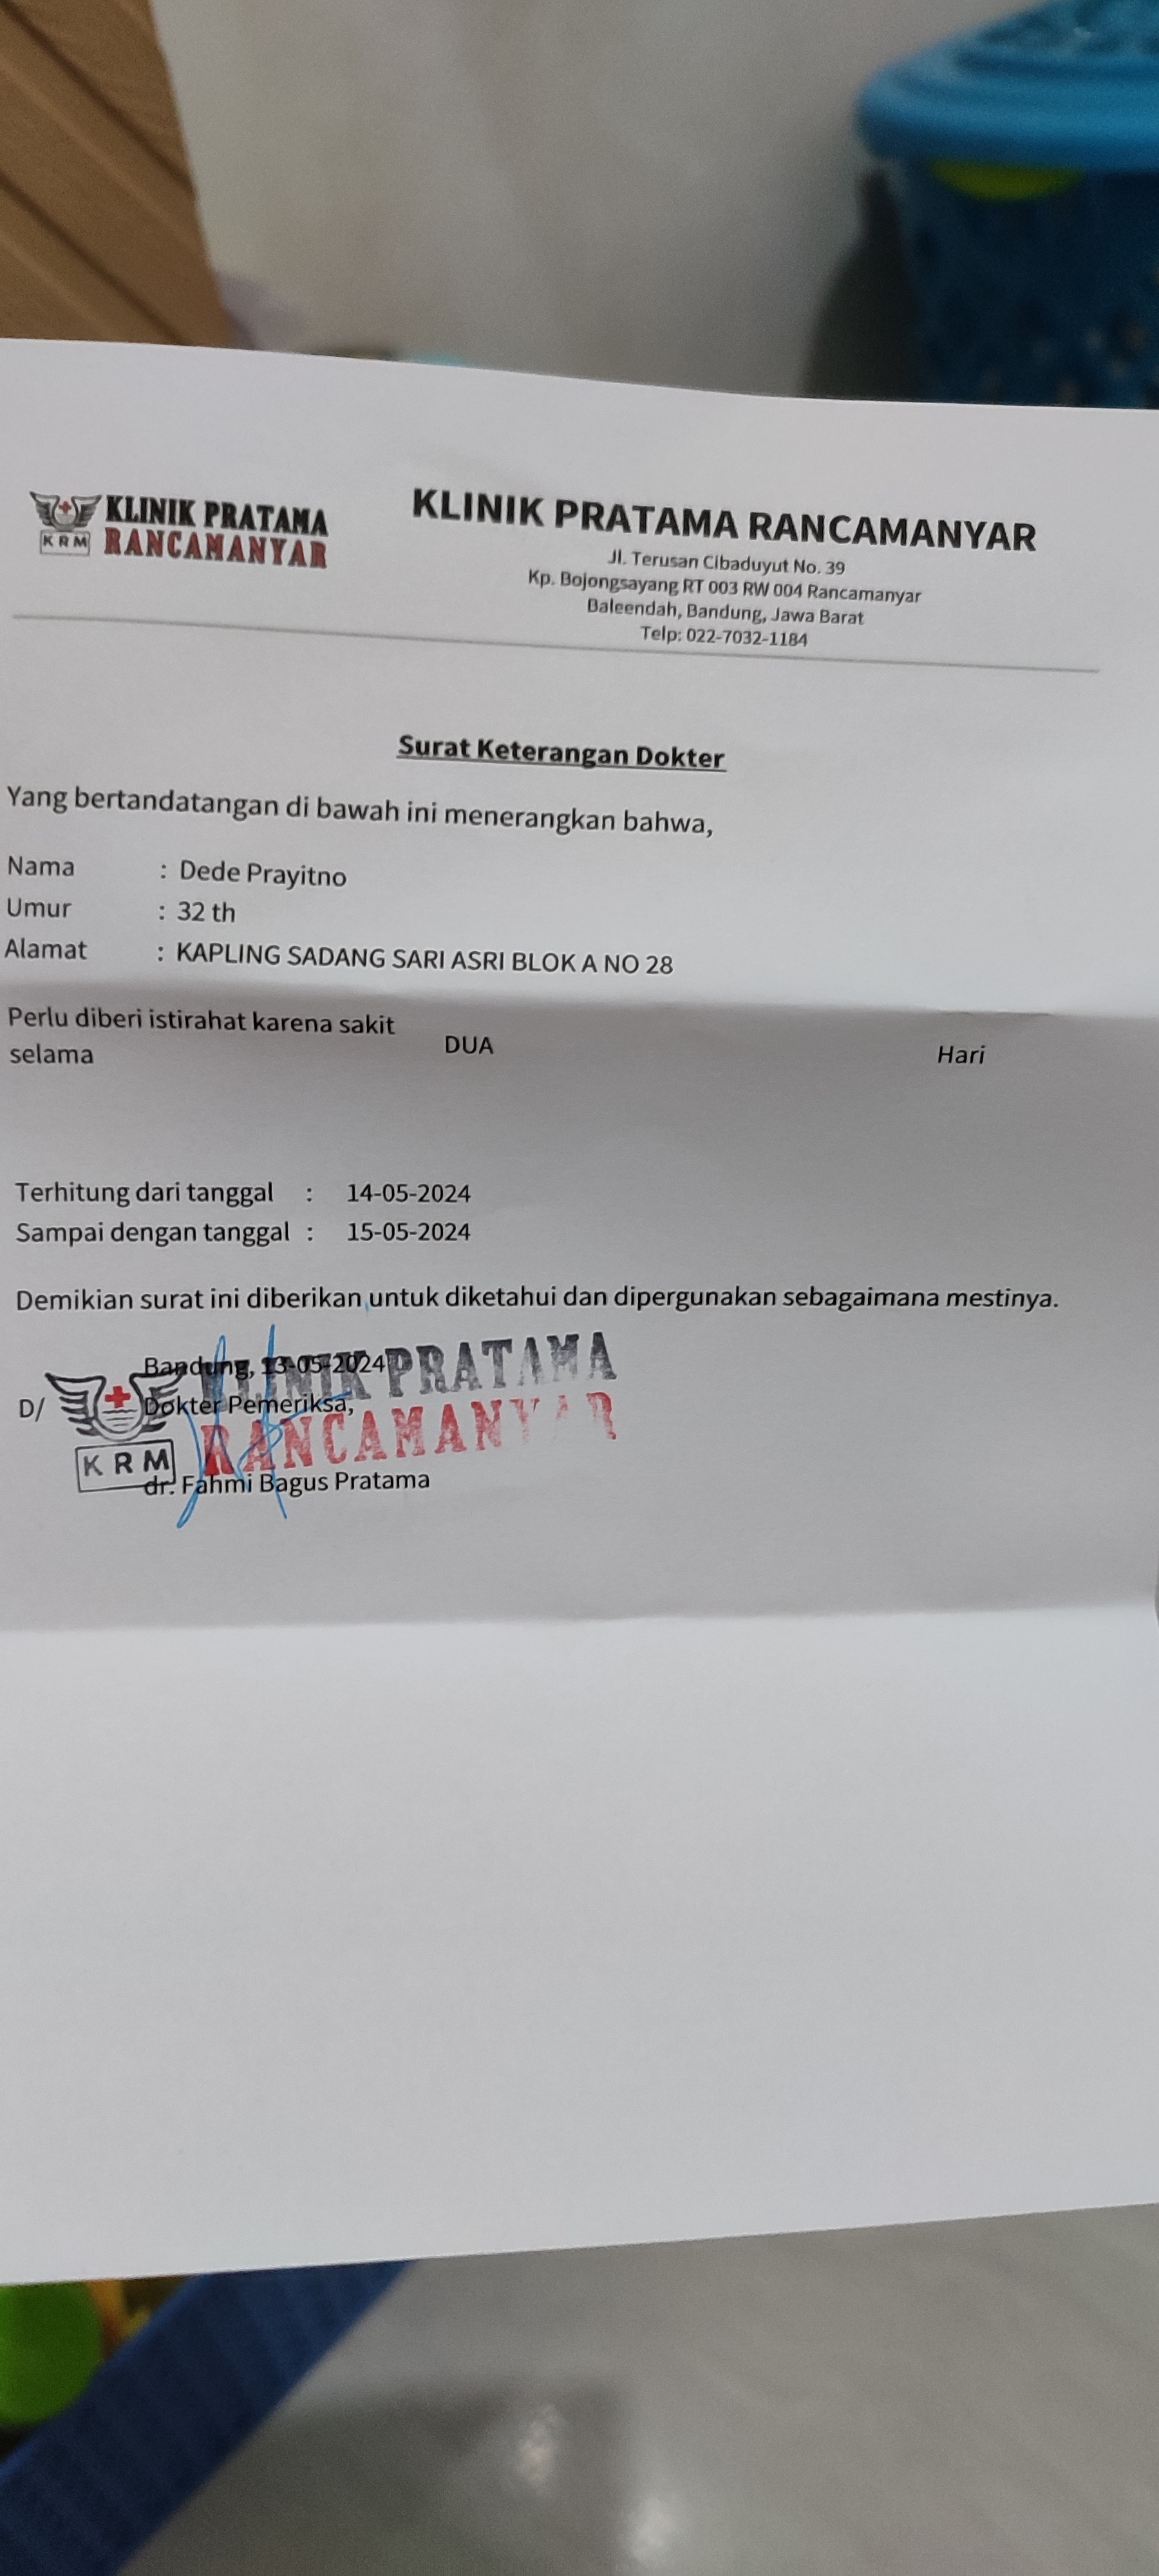 KLINIK PRATAMA
RANCAMANYAR
KRM
KLINIK PRATAMA RANCAMANYAR
Jl. Terusan Cibaduyut No. 39
Kp. Bojongsayang RT 003 RW 004 Rancamanyar
Baleendah, Bandung, Jawa Barat
Telp: 022-7032-1184
Surat Keterangan Dokter
Yang bertandatangan di bawah ini menerangkan bahwa,
Nama : Dede Prayitno
Umur : 32 th
Alamat : KAPLING SADANG SARI ASRI BLOK A NO 28
Perlu diberi istirahat karena sakit
selama DUA Hari
Terhitung dari tanggal : 14-05-2024
Sampai dengan tanggal : 15-05-2024
Demikian surat ini diberikan untuk diketahui dan dipergunakan sebagaimana mestinya.
Bandung, 13-05-2024
KLINIK PRATAMA
D/ Dokter Pemeriksa,
RANCAMANYAR
KRM
dr. Fahmi Bagus Pratama